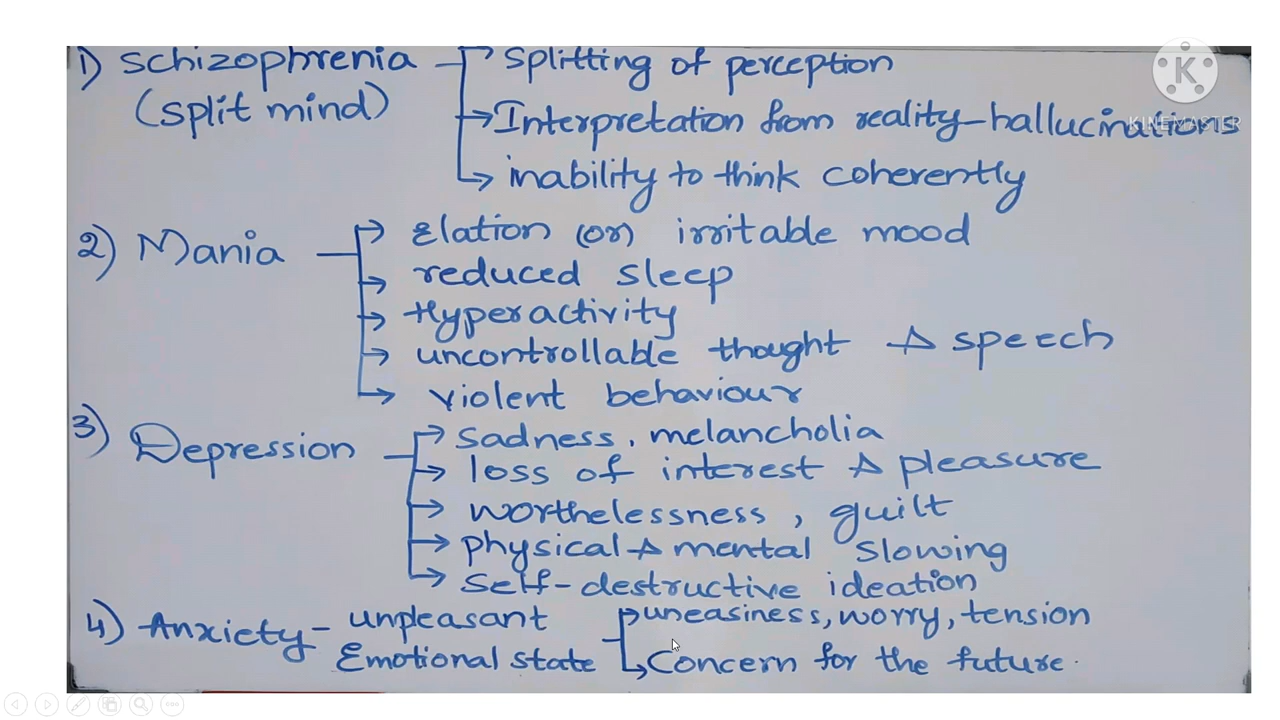 1) Schizophrenia - Splitting of perception
(split mind) Interpretation from reality - hallucinations
inability to think coherently
2) Mania - Elation (or) irritable mood
reduced sleep
Hyperactivity
uncontrollable thought & speech
violent behaviour
3) Depression - Sadness, melancholia
loss of interest & pleasure
worthelessness, guilt
physical & mental slowing
self-destructive ideation
4) Anxiety - unpleasant Emotional state
uneasiness, worry, tension
Concern for the future.
K
KINEMASTER